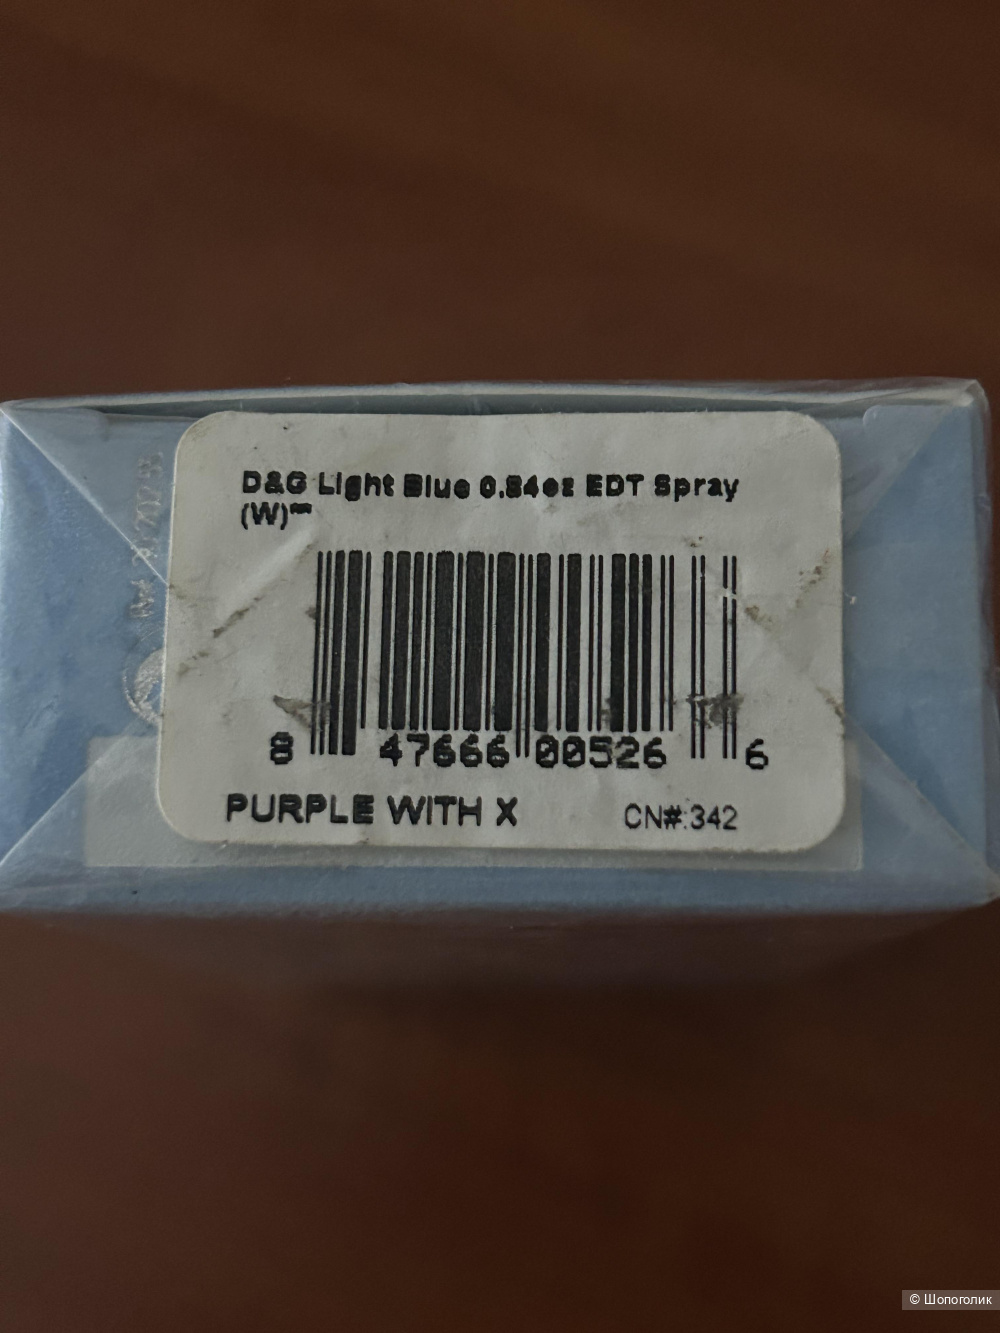 D&G Light Blue 0.84oz EDT Spray
(W)~
8 47666 00526 6
PURPLE WITH X CN#:342
© Шопоголик